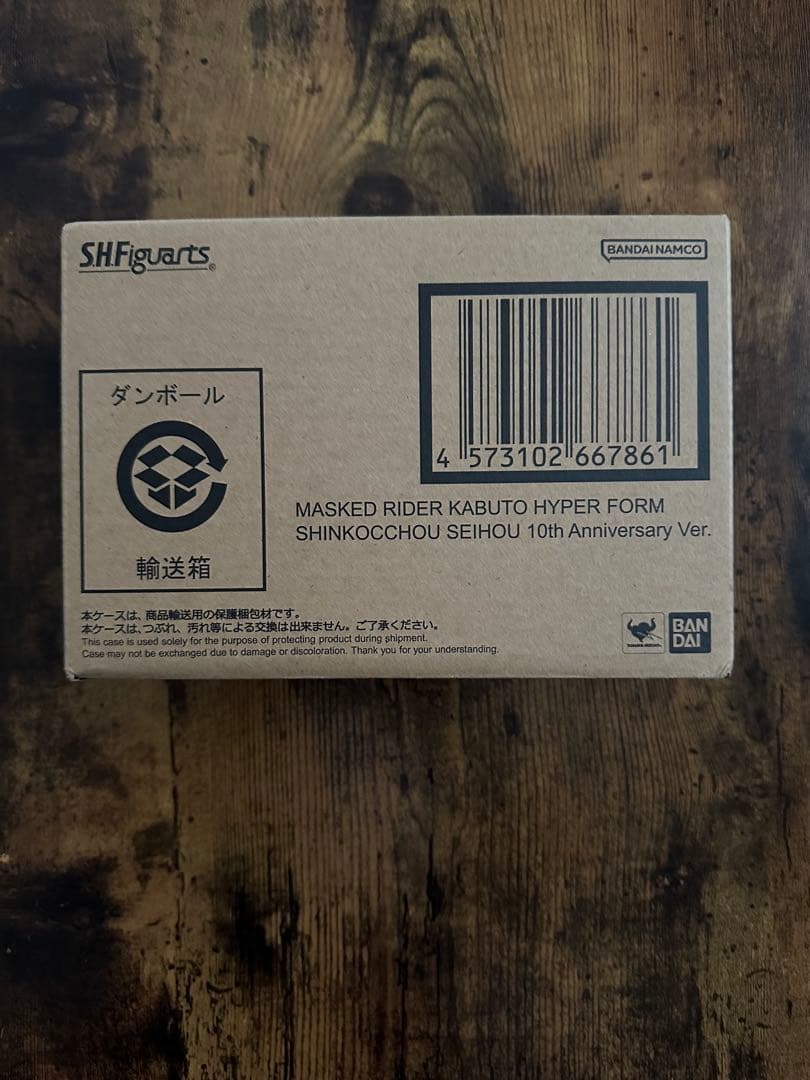 S.H.Figuarts®
BANDAI NAMCO
ダンボール
輸送箱
4 573102 667861
MASKED RIDER KABUTO HYPER FORM
SHINKOCCHOU SEIHOU 10th Anniversary Ver.
本ケースは、商品輸送用の保護梱包材です。
本ケースは、つぶれ、汚れ等による交換は出来ません。ご了承ください。
This case is used solely for the purpose of protecting product during shipment.
Case may not be exchanged due to damage or discoloration. Thank you for your understanding.
TAMASHII NATIONS
BAN
DAI